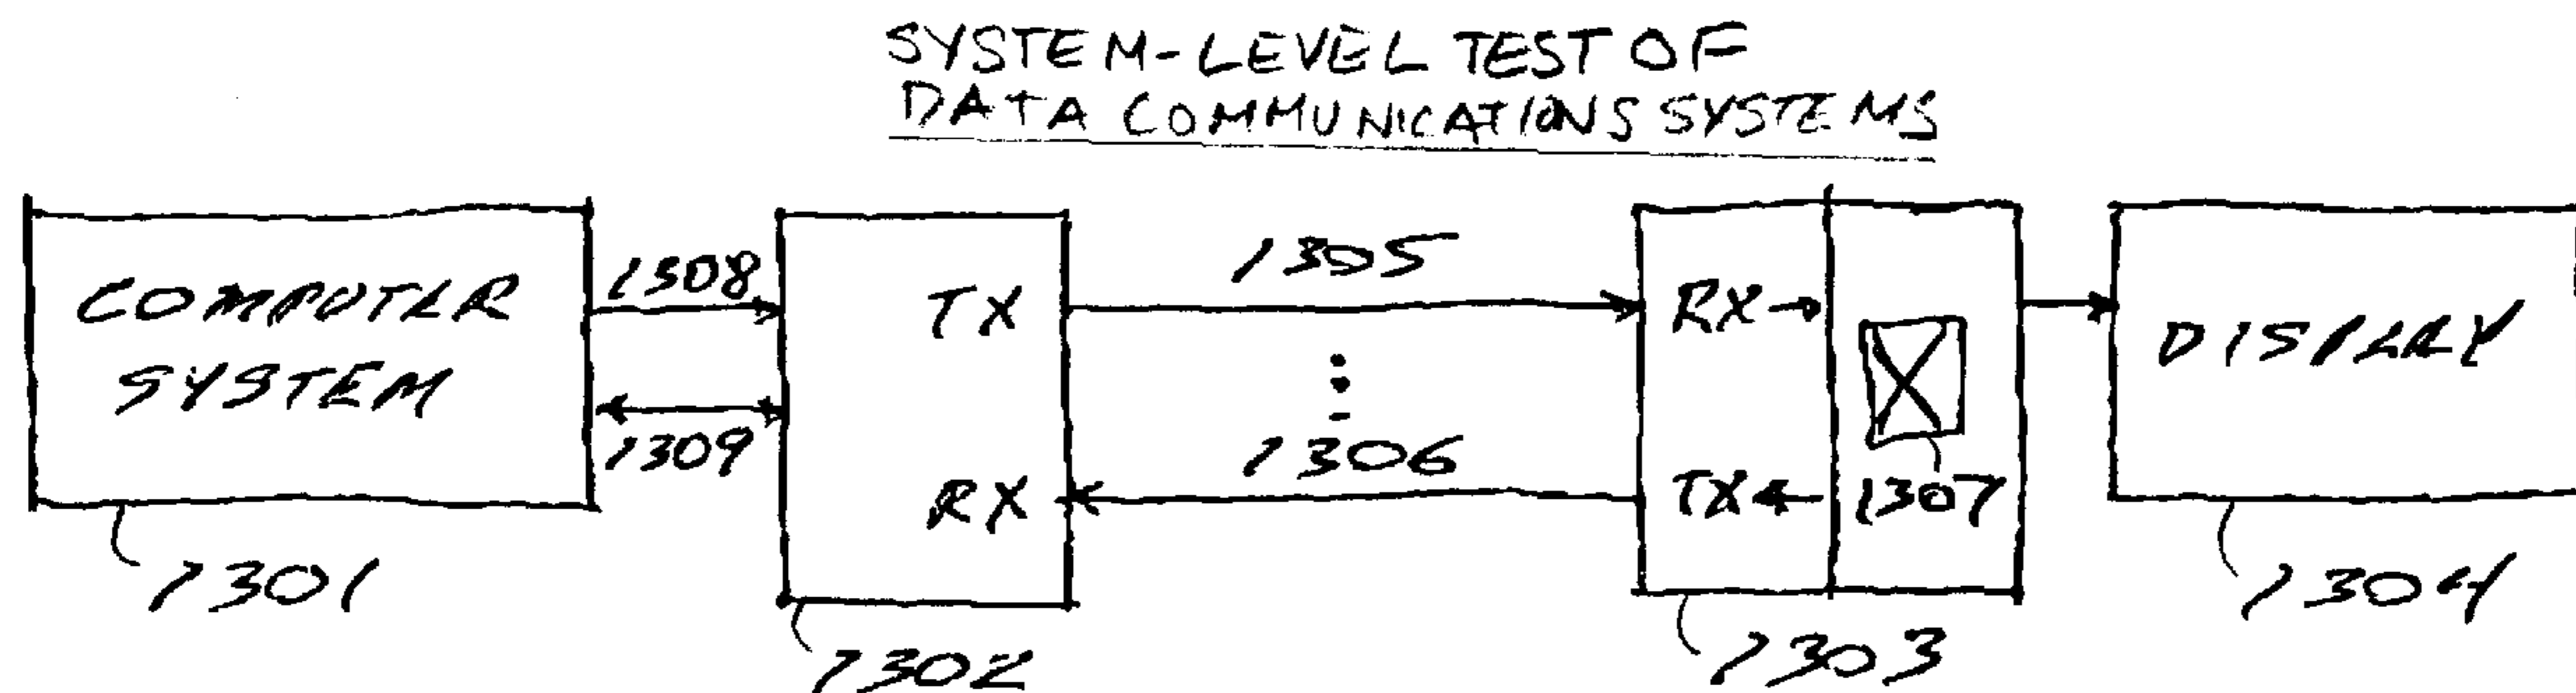 SYSTEM-LEVEL TEST OF
DATA COMMUNICATIONS SYSTEMS
COMPUTER
SYSTEM
1301
1308
1309
TX
RX
1302
1305
1306
RX
TX
1307
1303
DISPLAY
1304